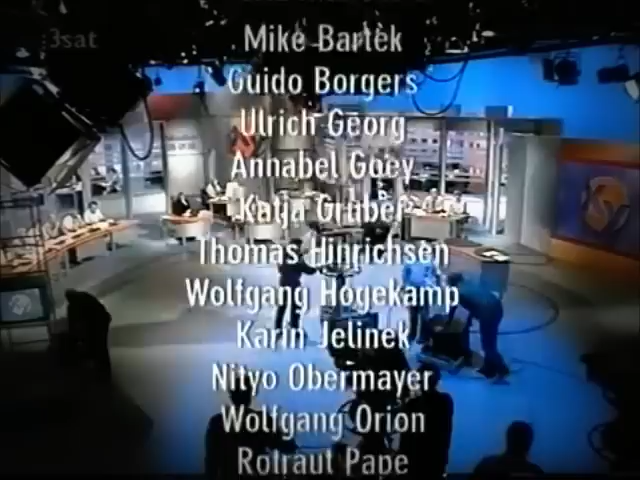 3sat
Mike Bartek
Guido Borgers
Ulrich Georg
Annabel Goey
Katja Gruber
Thomas Hinrichsen
Wolfgang Hogekamp
Karin Jelinek
Nityo Obermayer
Wolfgang Orion
Rotraut Pape